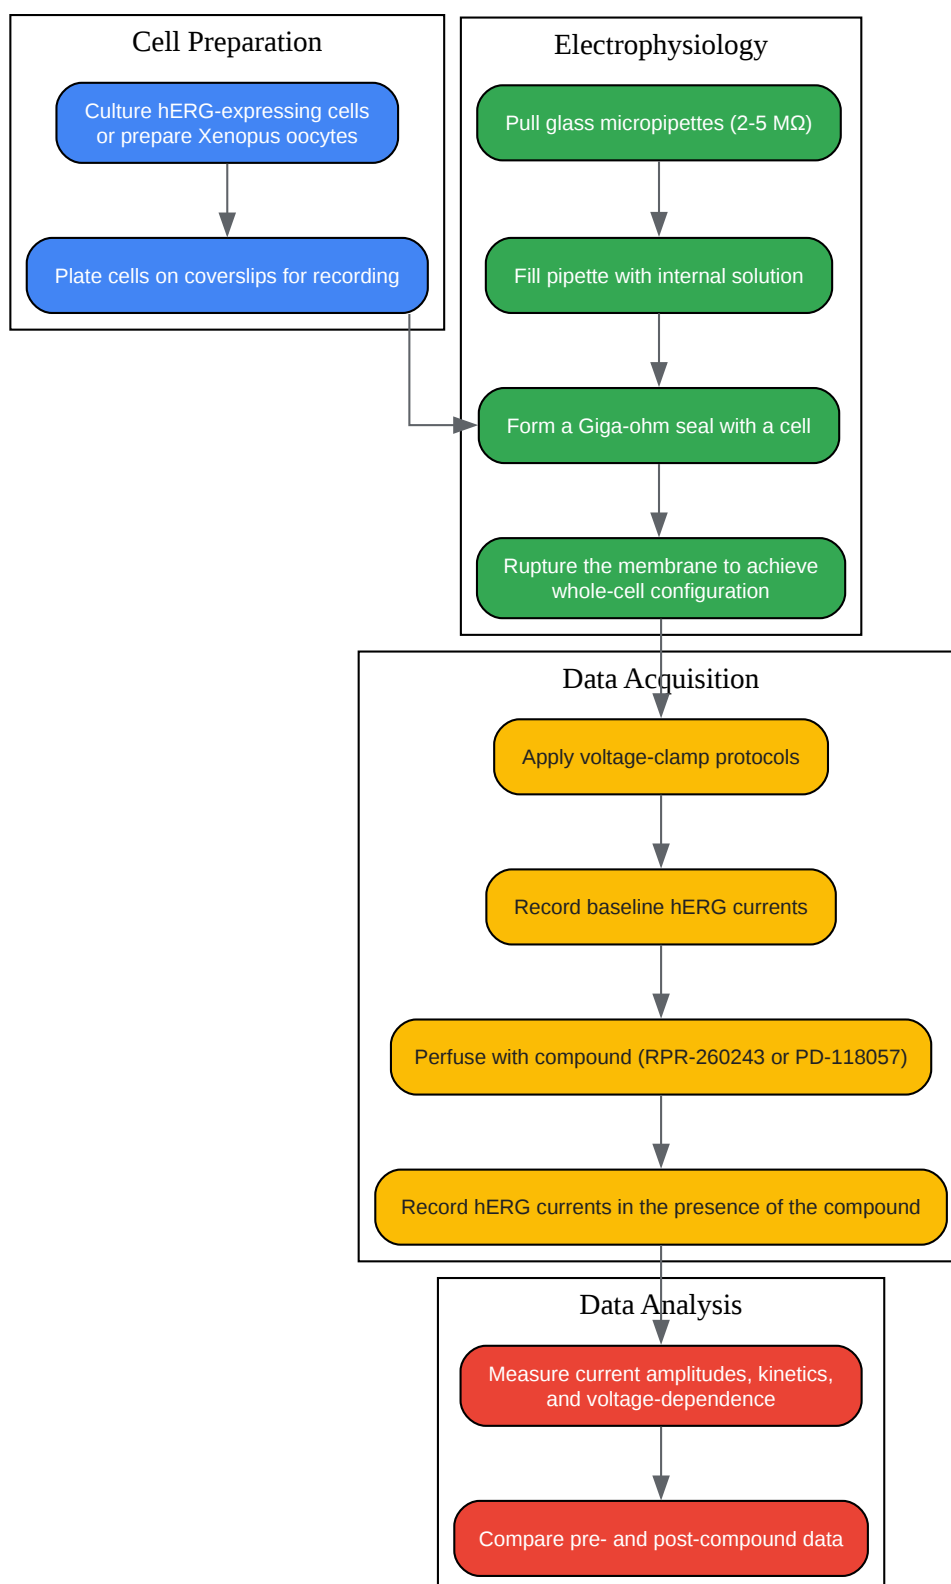 Cell Preparation
Culture hERG-expressing cells
or prepare Xenopus oocytes
Plate cells on coverslips for recording
Electrophysiology
Pull glass micropipettes (2-5 MΩ)
Fill pipette with internal solution
Form a Giga-ohm seal with a cell
Rupture the membrane to achieve
whole-cell configuration
Data Acquisition
Apply voltage-clamp protocols
Record baseline hERG currents
Perfuse with compound (RPR-260243 or PD-118057)
Record hERG currents in the presence of the compound
Data Analysis
Measure current amplitudes, kinetics,
and voltage-dependence
Compare pre- and post-compound data